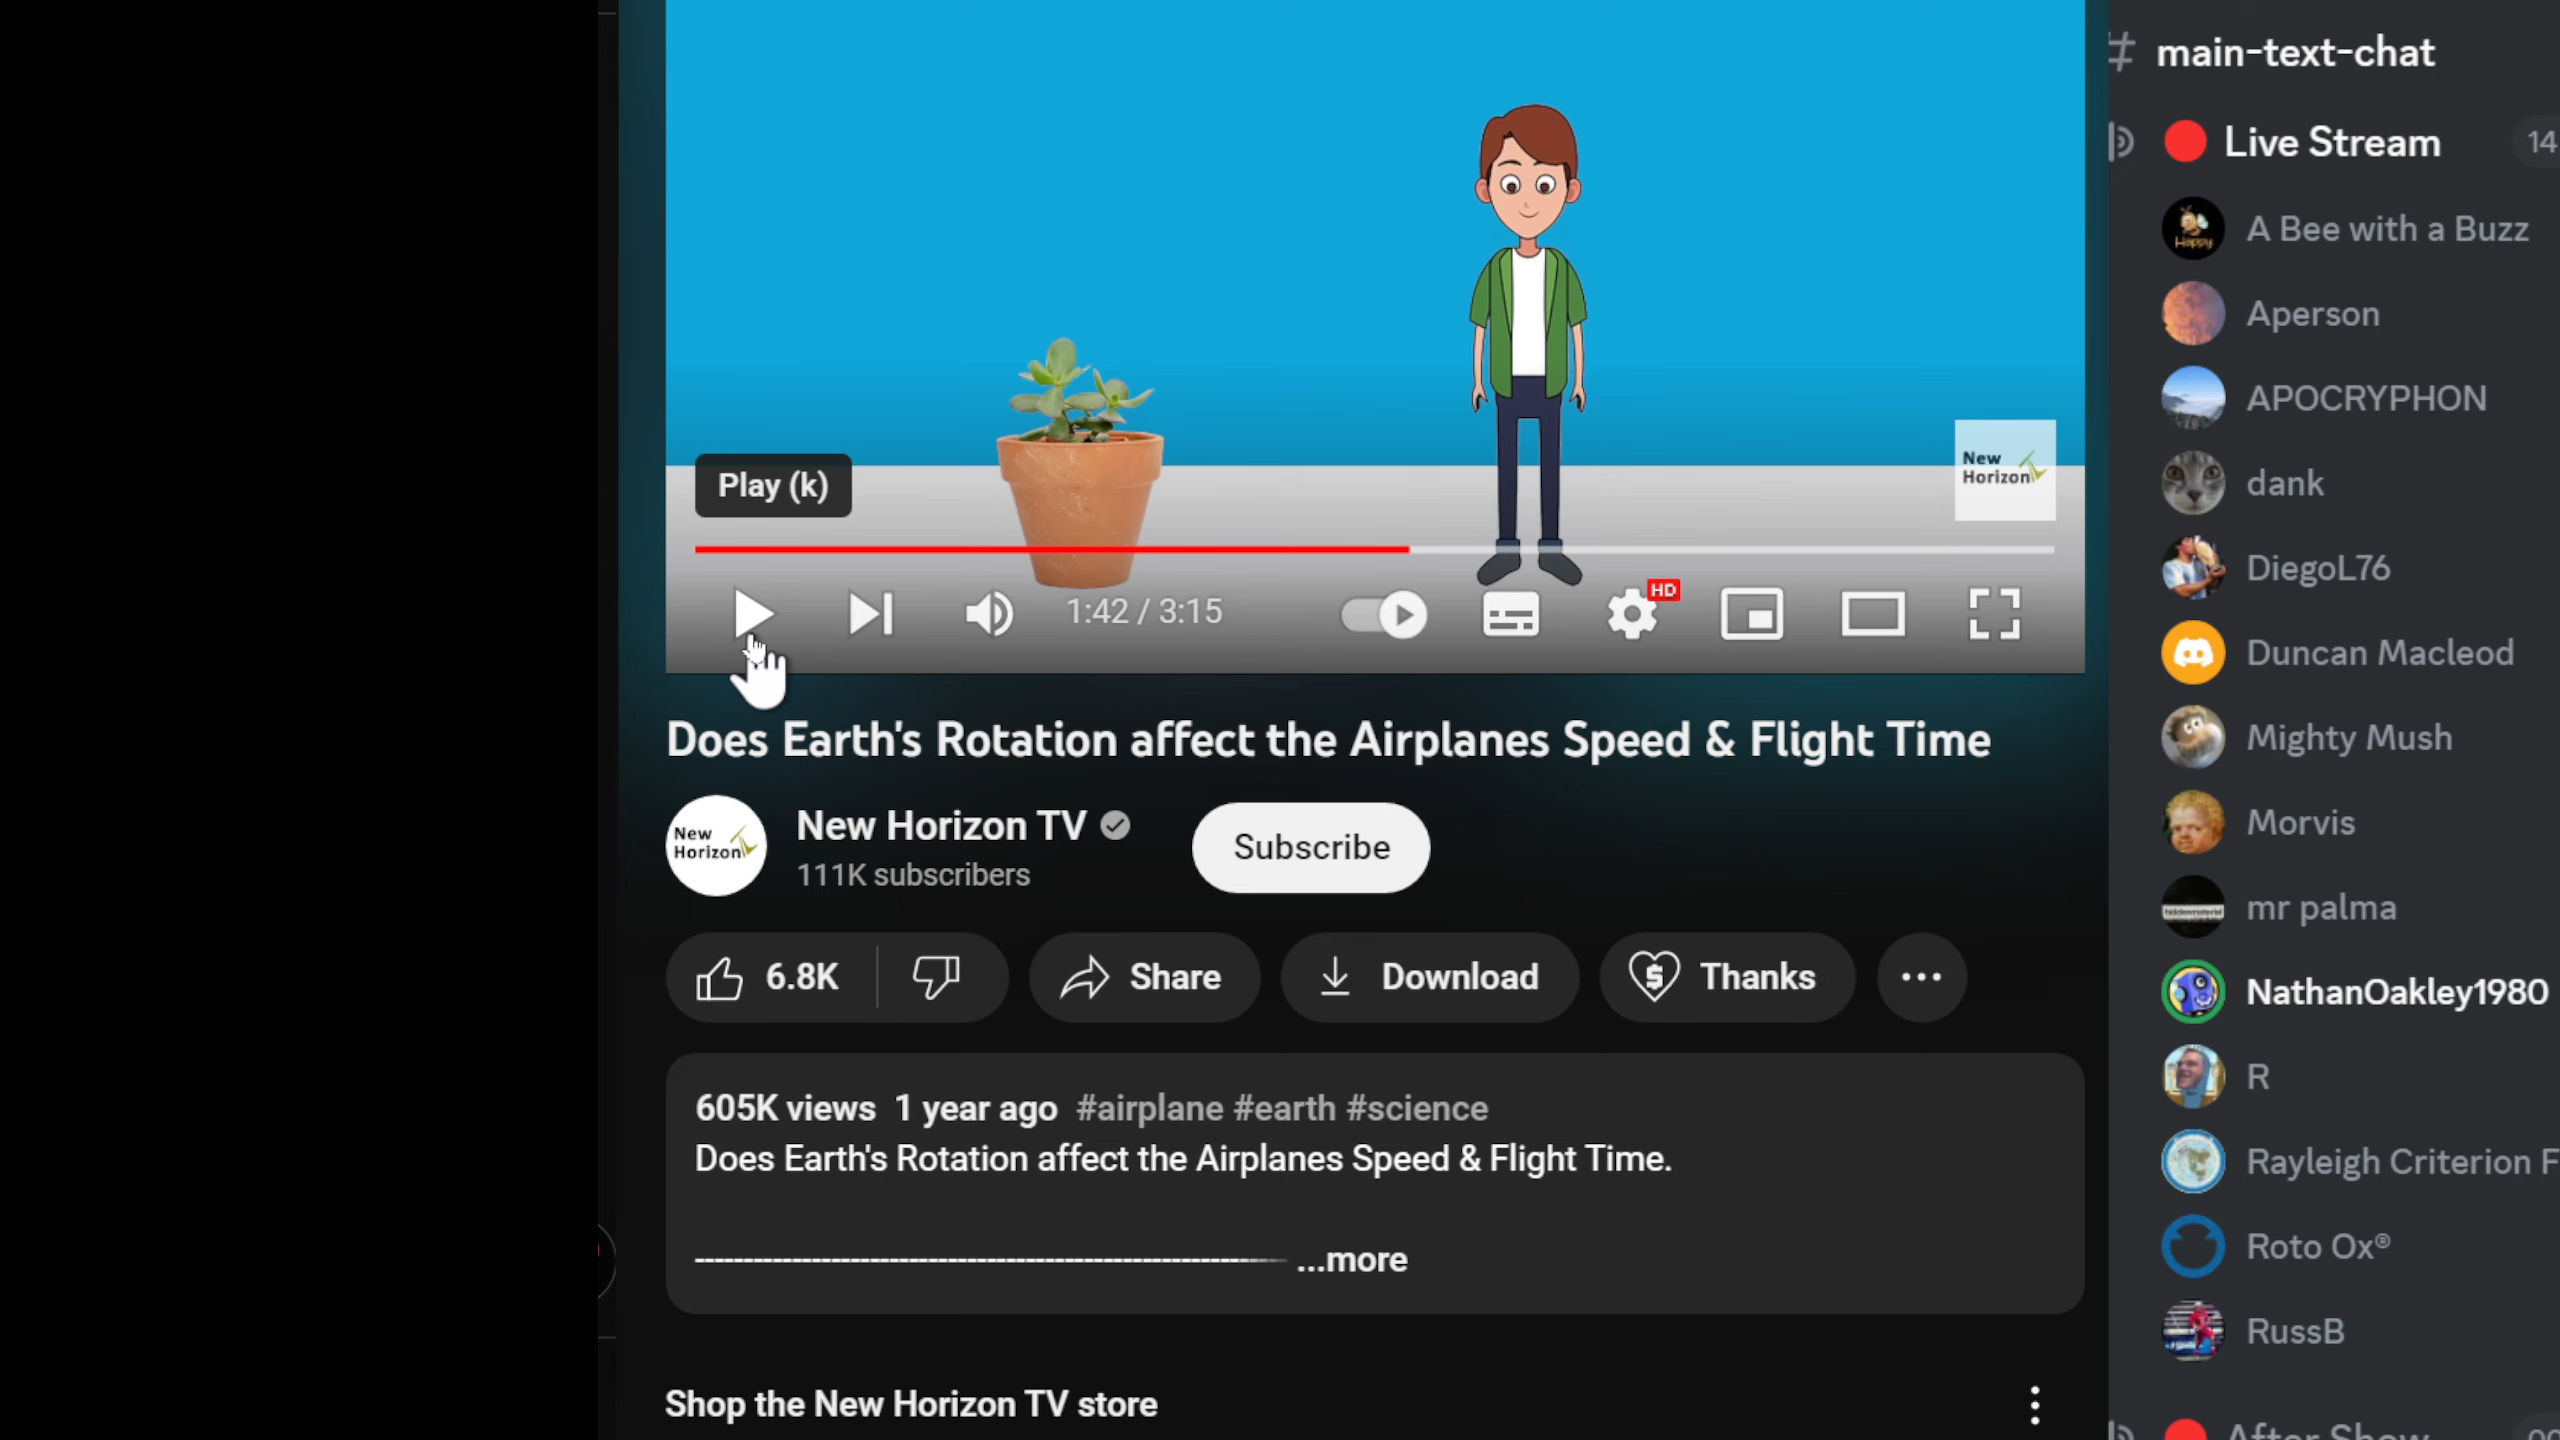 New
Horizon
Play (k)
1:42 / 3:15
HD
Does Earth's Rotation affect the Airplanes Speed & Flight Time
New
Horizon
New Horizon TV
111K subscribers
Subscribe
6.8K
Share
Download
Thanks
605K views 1 year ago #airplane #earth #science
Does Earth's Rotation affect the Airplanes Speed & Flight Time.
...more
Shop the New Horizon TV store
# main-text-chat
Live Stream
14
A Bee with a Buzz
Happy
Aperson
APOCRYPHON
dank
DiegoL76
Duncan Macleod
Mighty Mush
Morvis
mr palma
NathanOakley1980
R
Rayleigh Criterion F
Roto Ox®
RussB
After Show